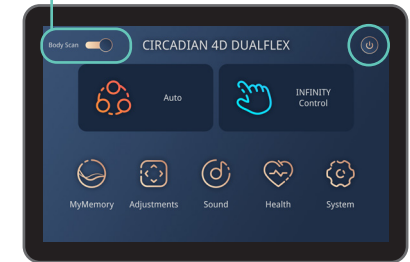 Body Scan
CIRCADIAN 4D DUALFLEX
Auto
INFINITY
Control
MyMemory
Adjustments
Sound
Health
System